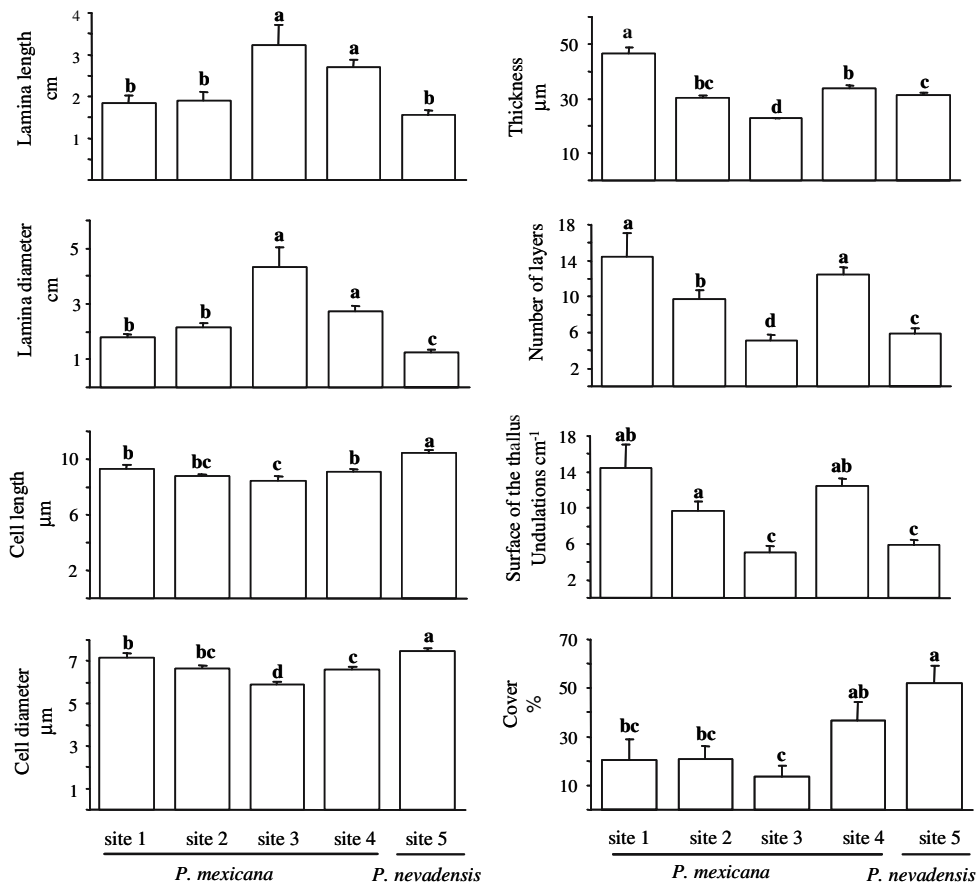 Lamina length
cm
4
3
2
1
b
b
a
a
b
Thickness
µm
50
30
10
a
bc
d
b
c
Lamina diameter
cm
5
3
1
b
b
a
a
c
Number of layers
18
14
10
6
2
a
b
d
a
c
Cell length
µm
10
6
2
b
bc
c
b
a
Surface of the thallus
Undulations cm-1
18
14
10
6
2
ab
a
c
ab
c
Cell diameter
µm
7
5
3
1
b
bc
d
c
a
Cover
%
70
50
30
10
bc
bc
c
ab
a
site 1 site 2 site 3 site 4 site 5
P. mexicana P. nevadensis
site 1 site 2 site 3 site 4 site 5
P. mexicana P. nevadensis